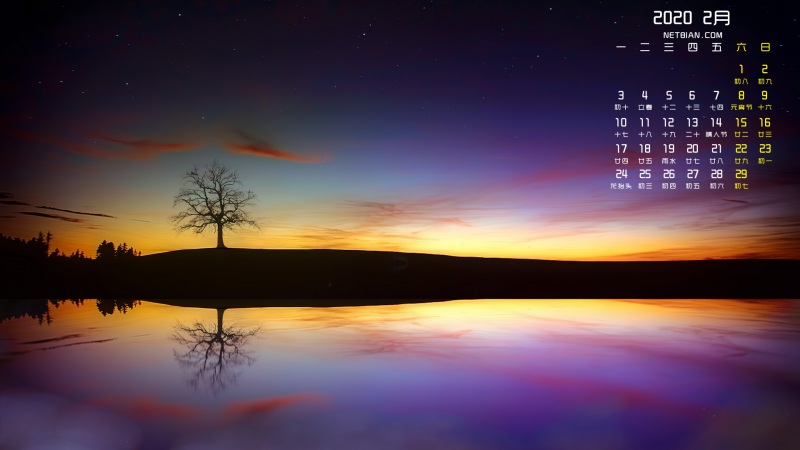 2020 2月
NETBIAN.COM
一 二 三 四 五 六 日
1 2
初八 初九
3 4 5 6 7 8 9
初十 立春 十二 十三 十四 元宵节 十六
10 11 12 13 14 15 16
十七 十八 十九 二十 情人节 廿二 廿三
17 18 19 20 21 22 23
廿四 廿五 雨水 廿七 廿八 廿九 初一
24 25 26 27 28 29
龙抬头 初三 初四 初五 初六 初七